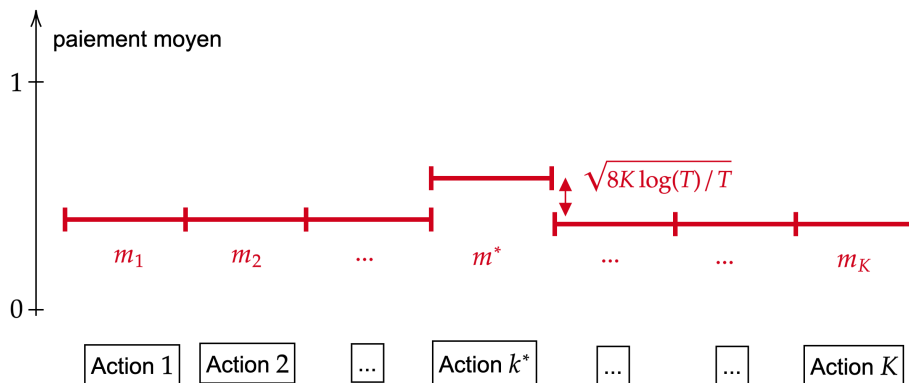 paiement moyen
1
√8K log(T)/T
m₁ m₂ ... m* ... ... m_K
0
Action 1 Action 2 ... Action k* ... ... Action K